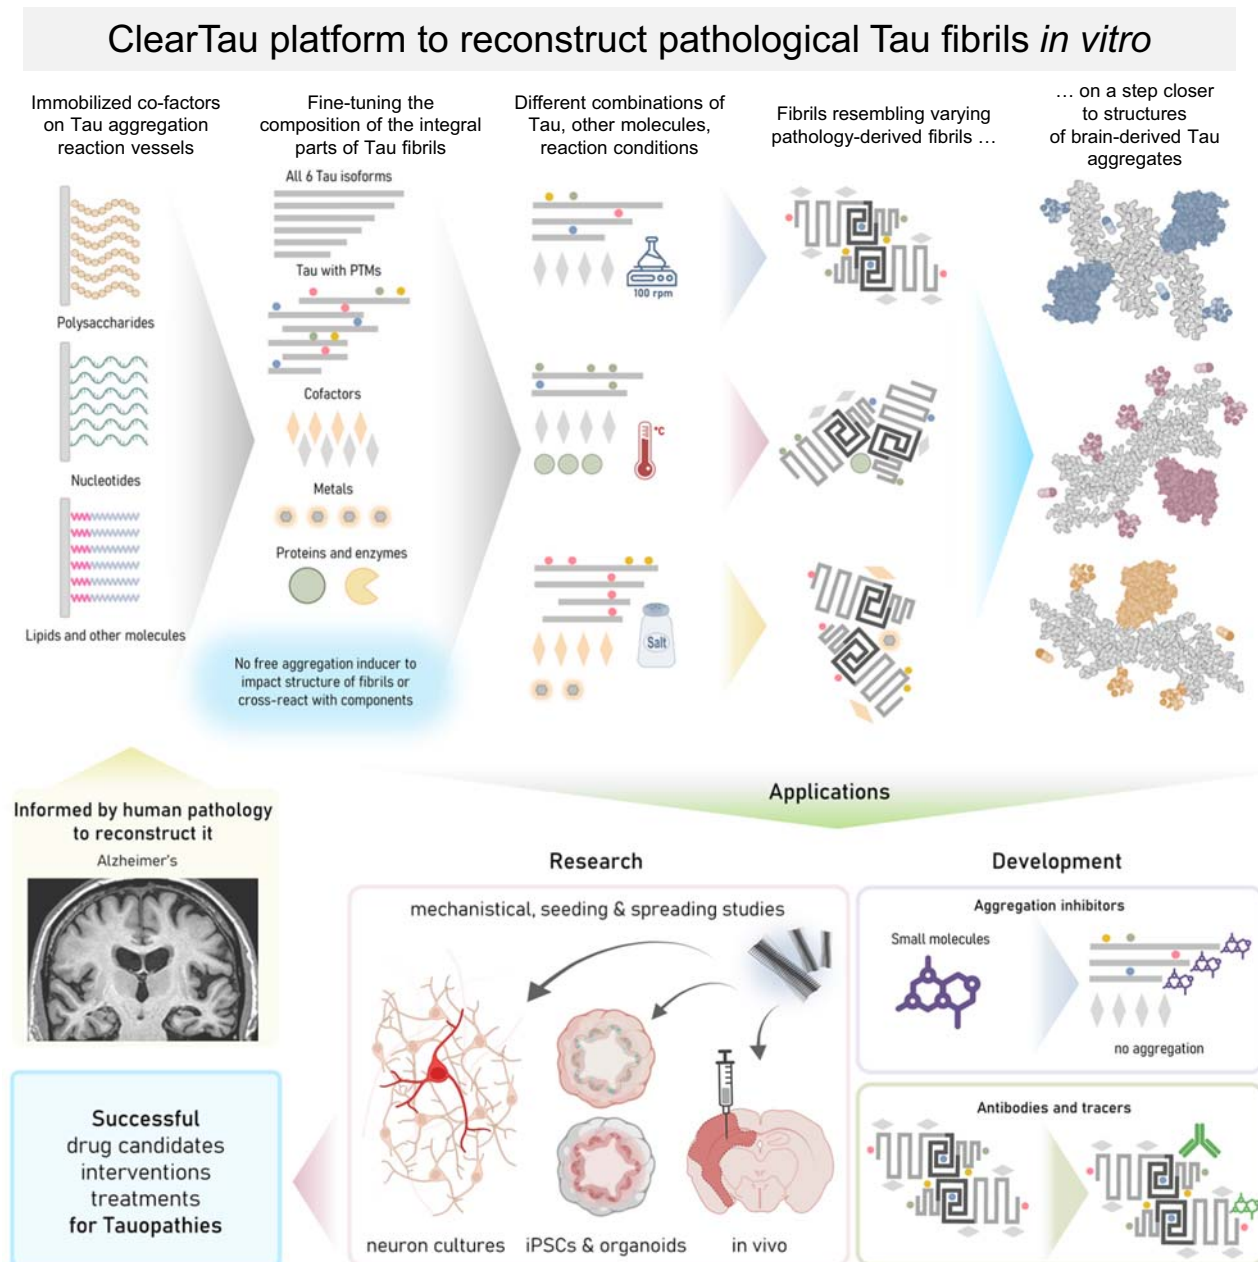 ClearTau platform to reconstruct pathological Tau fibrils in vitro
Immobilized co-factors
on Tau aggregation
reaction vessels
Fine-tuning the
composition of the integral
parts of Tau fibrils
Different combinations of
Tau, other molecules,
reaction conditions
Fibrils resembling varying
pathology-derived fibrils …
… on a step closer
to structures
of brain-derived Tau
aggregates
Polysaccharides
Nucleotides
Lipids and other molecules
All 6 Tau isoforms
Tau with PTMs
Cofactors
Metals
Proteins and enzymes
No free aggregation inducer to
impact structure of fibrils or
cross-react with components
100 rpm
°C
Salt
Informed by human pathology
to reconstruct it
Alzheimer's
Applications
Research
mechanistical, seeding & spreading studies
neuron cultures
iPSCs & organoids
in vivo
Development
Aggregation inhibitors
Small molecules
no aggregation
Antibodies and tracers
Successful
drug candidates
interventions
treatments
for Tauopathies